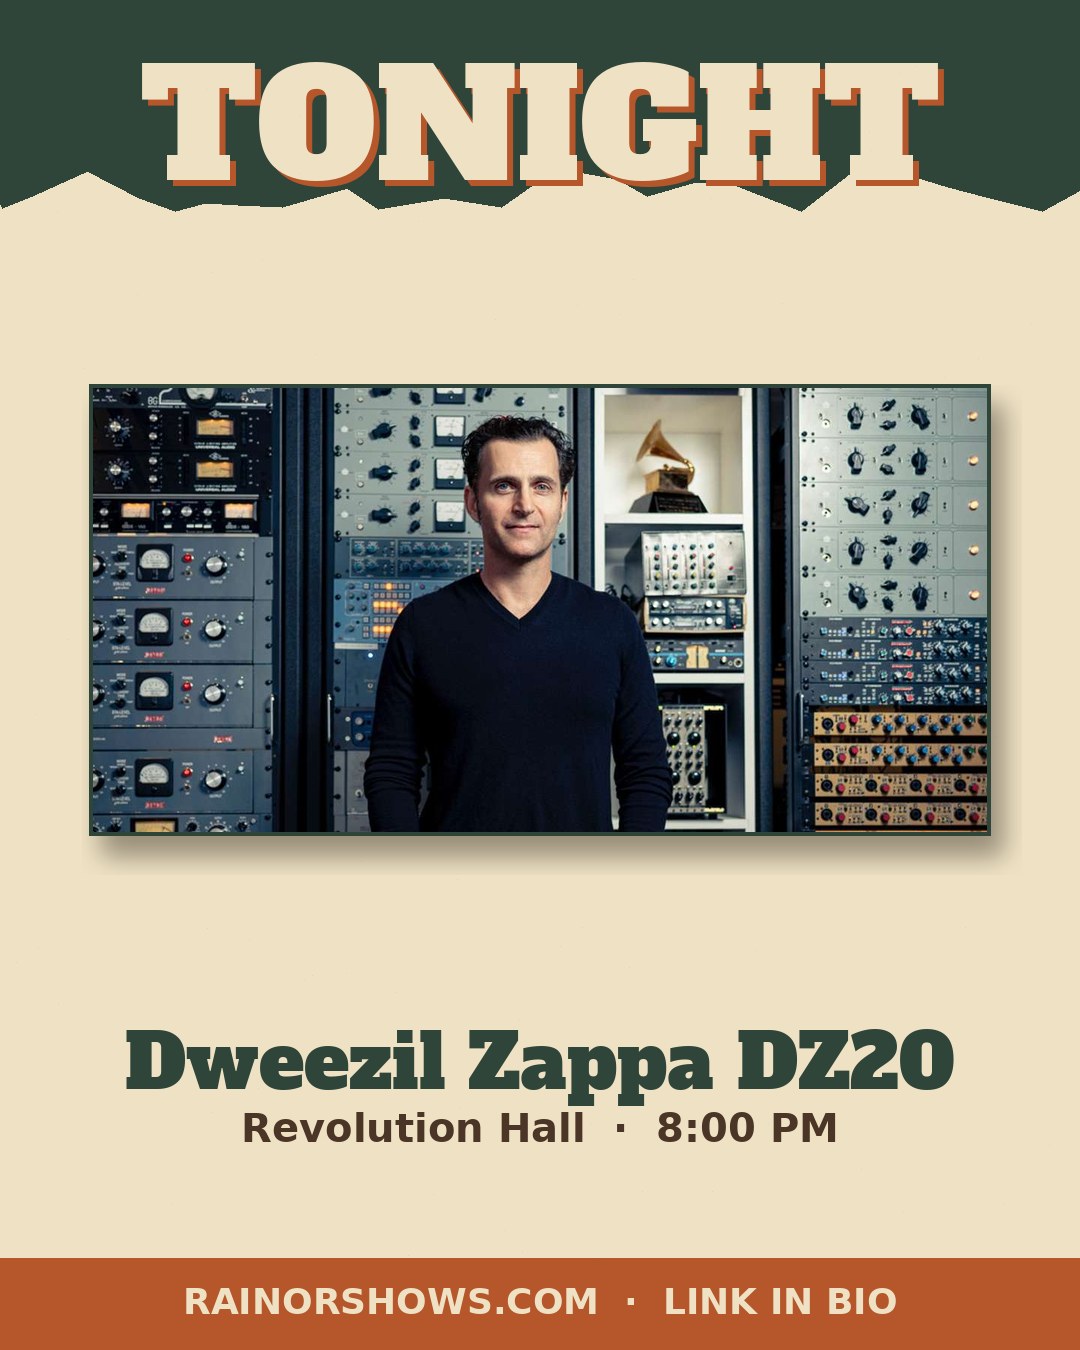 TONIGHT
Dweezil Zappa DZ20
Revolution Hall · 8:00 PM
RAINORSHOWS.COM · LINK IN BIO